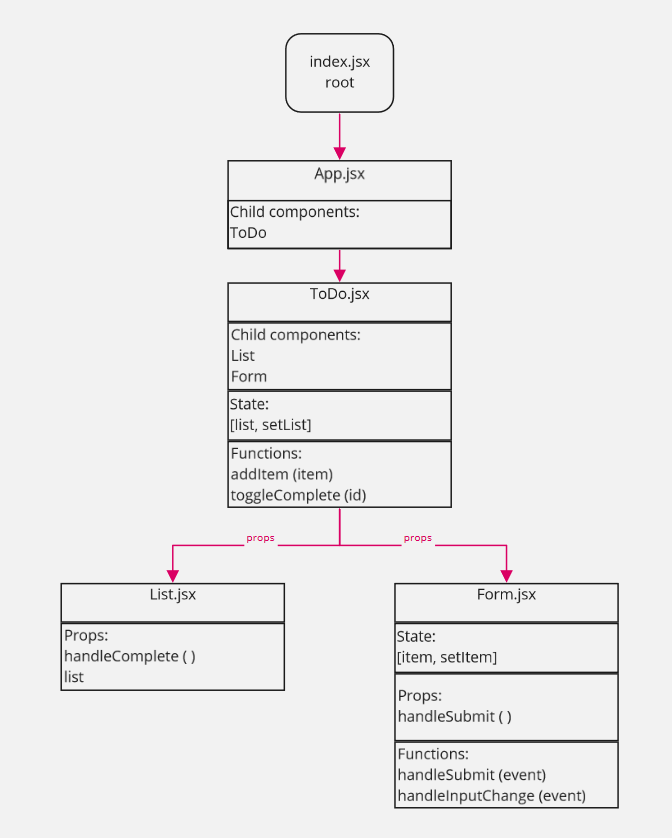 index.jsx
root
App.jsx
Child components:
ToDo
ToDo.jsx
Child components:
List
Form
State:
[list, setList]
Functions:
addItem (item)
toggleComplete (id)
props
props
List.jsx
Props:
handleComplete ( )
list
Form.jsx
State:
[item, setItem]
Props:
handleSubmit ( )
Functions:
handleSubmit (event)
handleInputChange (event)